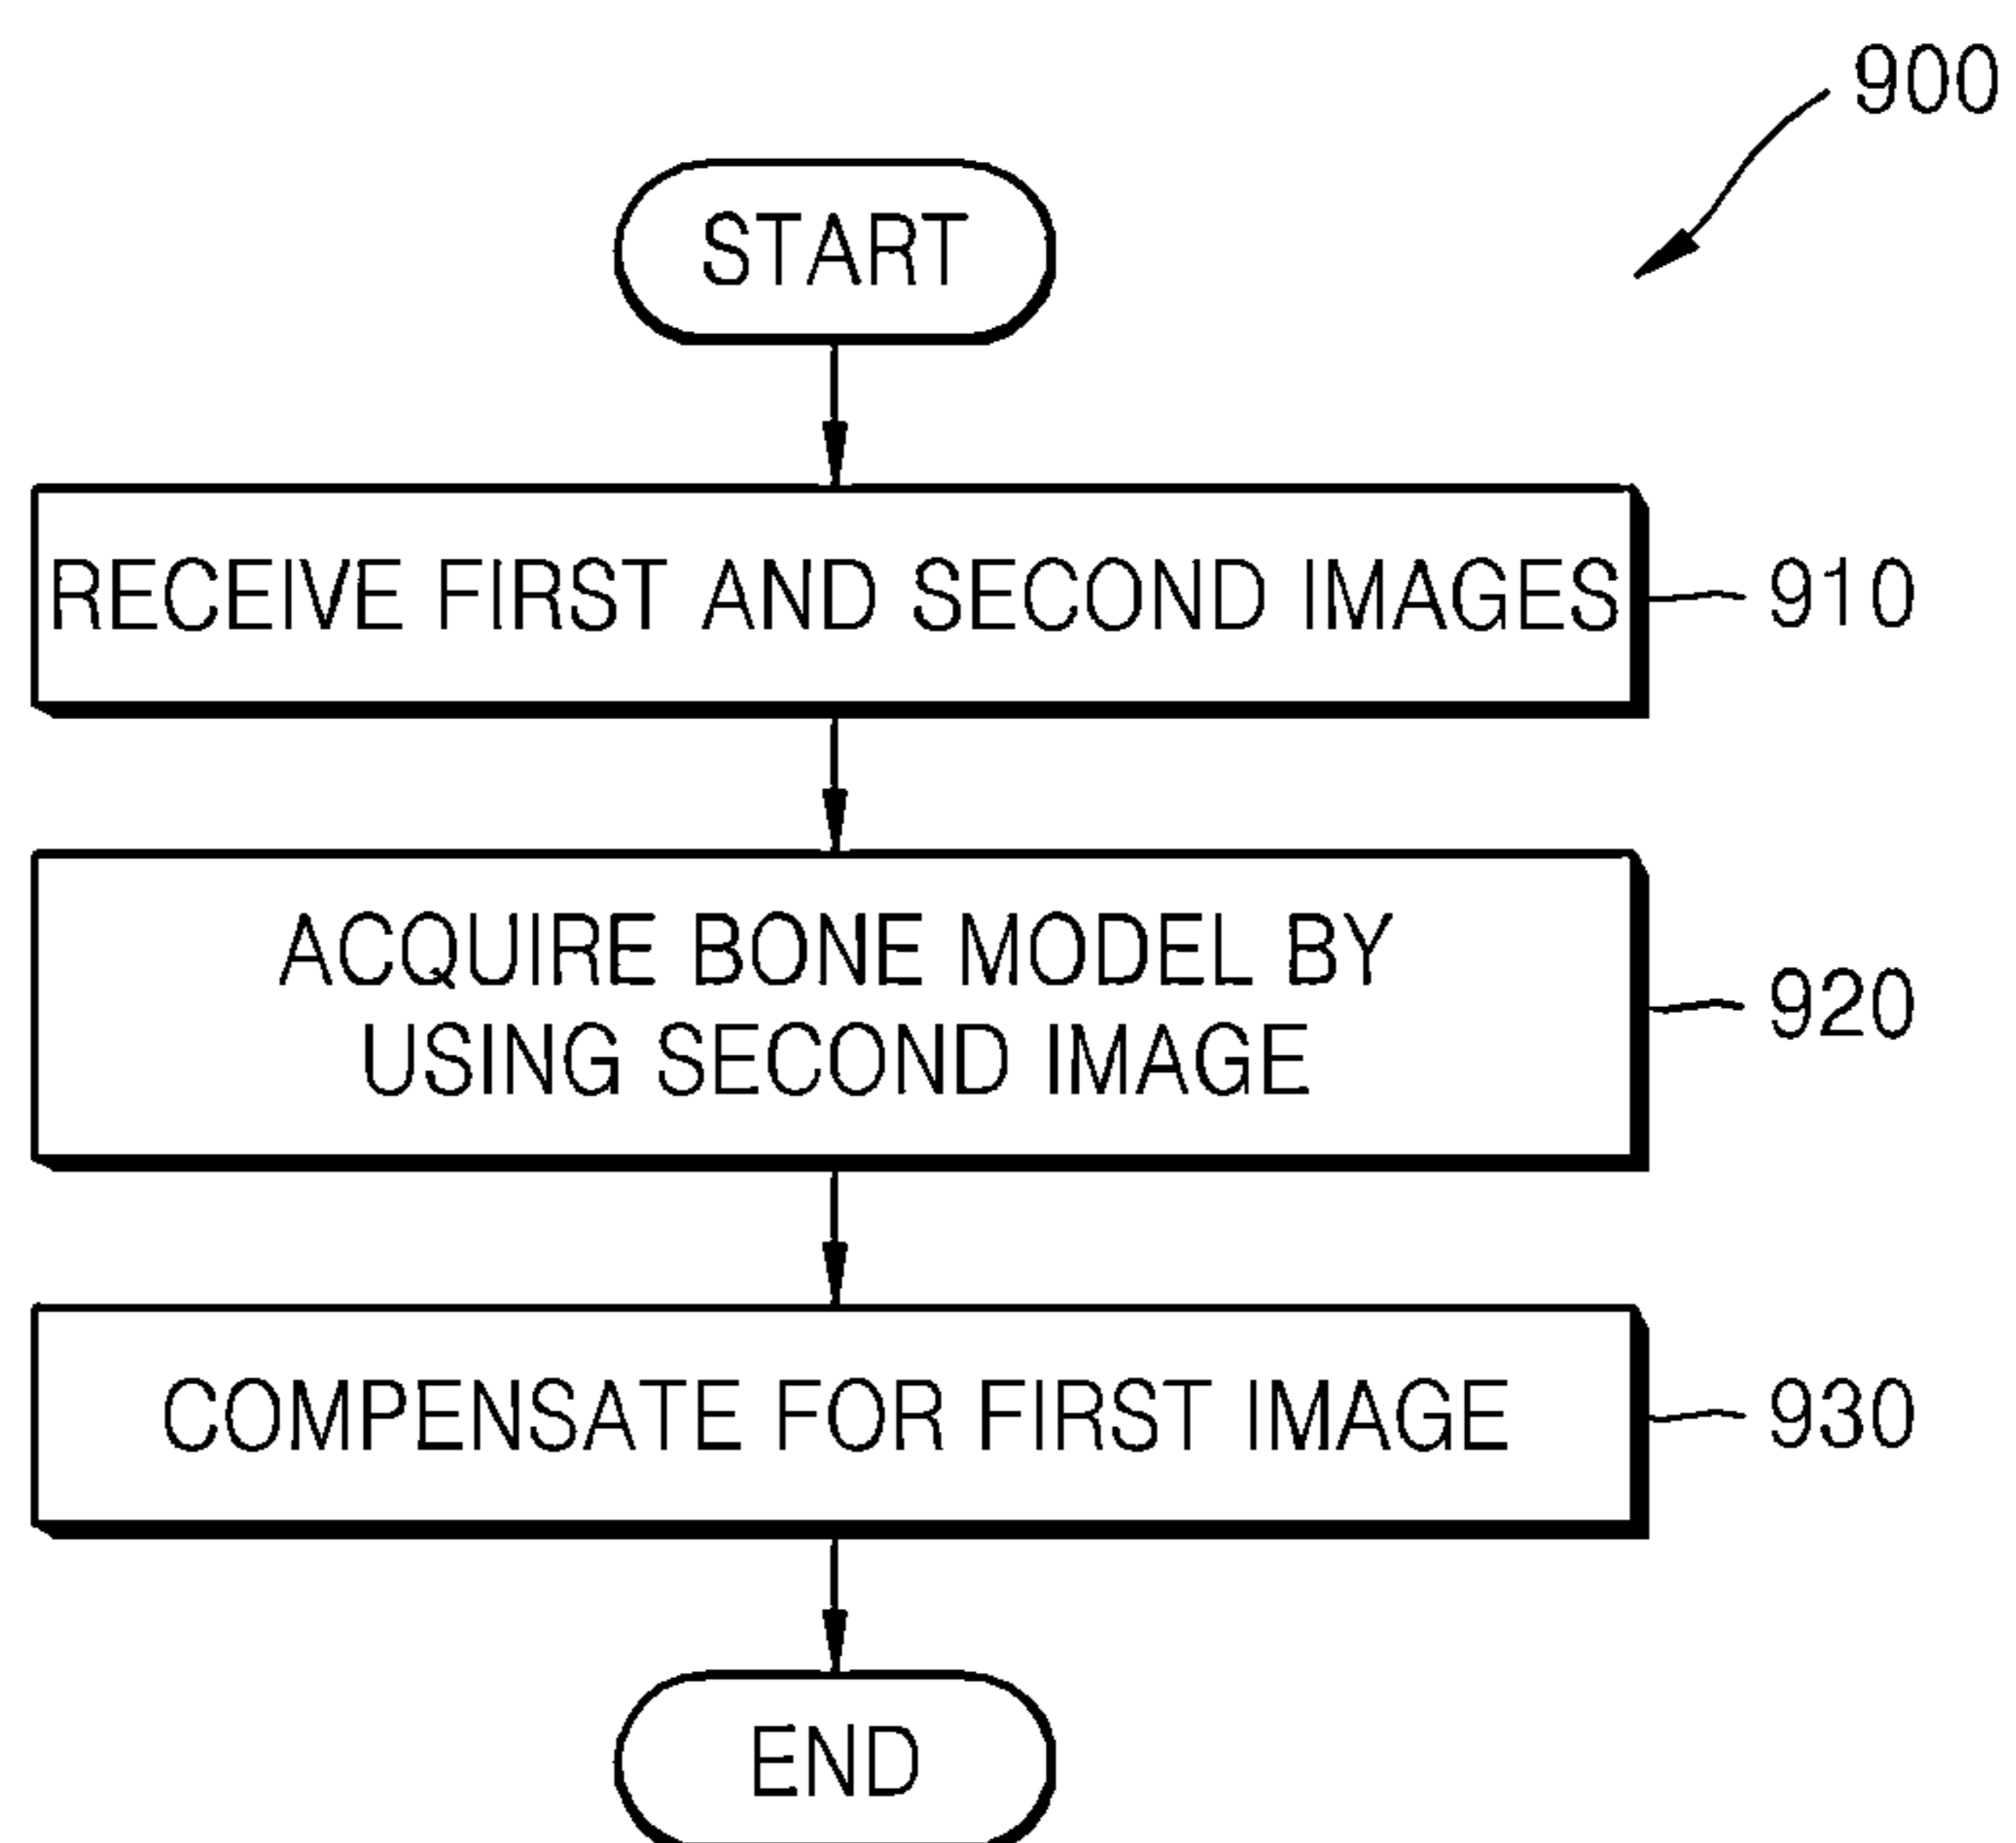 900
START
RECEIVE FIRST AND SECOND IMAGES
910
ACQUIRE BONE MODEL BY
USING SECOND IMAGE
920
COMPENSATE FOR FIRST IMAGE
930
END